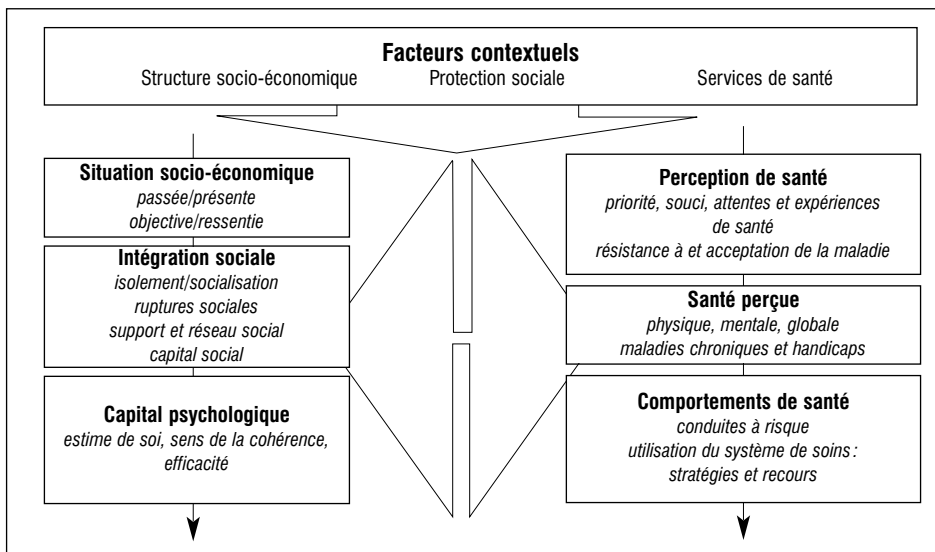 Facteurs contextuels
Structure socio-économique Protection sociale Services de santé
Situation socio-économique
passée/présente
objective/ressentie
Intégration sociale
isolement/socialisation
ruptures sociales
support et réseau social
capital social
Capital psychologique
estime de soi, sens de la cohérence,
efficacité
Perception de santé
priorité, souci, attentes et expériences
de santé
résistance à et acceptation de la maladie
Santé perçue
physique, mentale, globale
maladies chroniques et handicaps
Comportements de santé
conduites à risque
utilisation du système de soins :
stratégies et recours